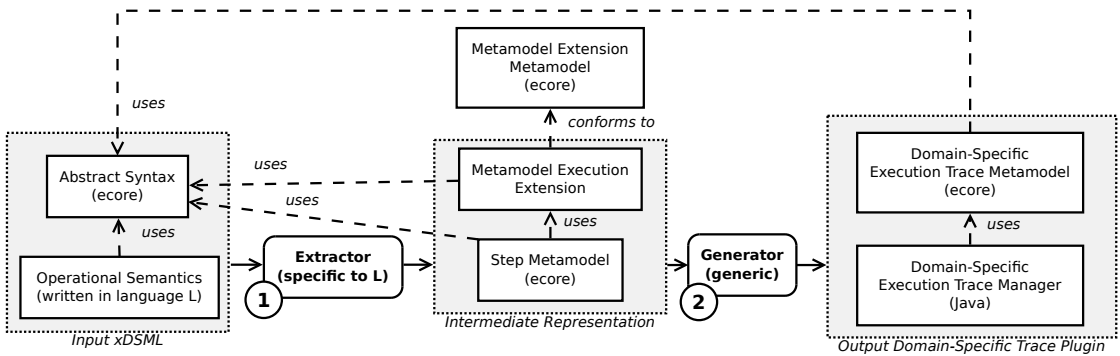 Metamodel Extension
Metamodel
(ecore)
uses
conforms to
Abstract Syntax
(ecore)
uses
Metamodel Execution
Extension
Domain-Specific
Execution Trace Metamodel
(ecore)
uses
uses
uses
uses
Operational Semantics
(written in language L)
Extractor
(specific to L)
1
Step Metamodel
(ecore)
Generator
(generic)
2
Domain-Specific
Execution Trace Manager
(Java)
Input xDSML
Intermediate Representation
Output Domain-Specific Trace Plugin